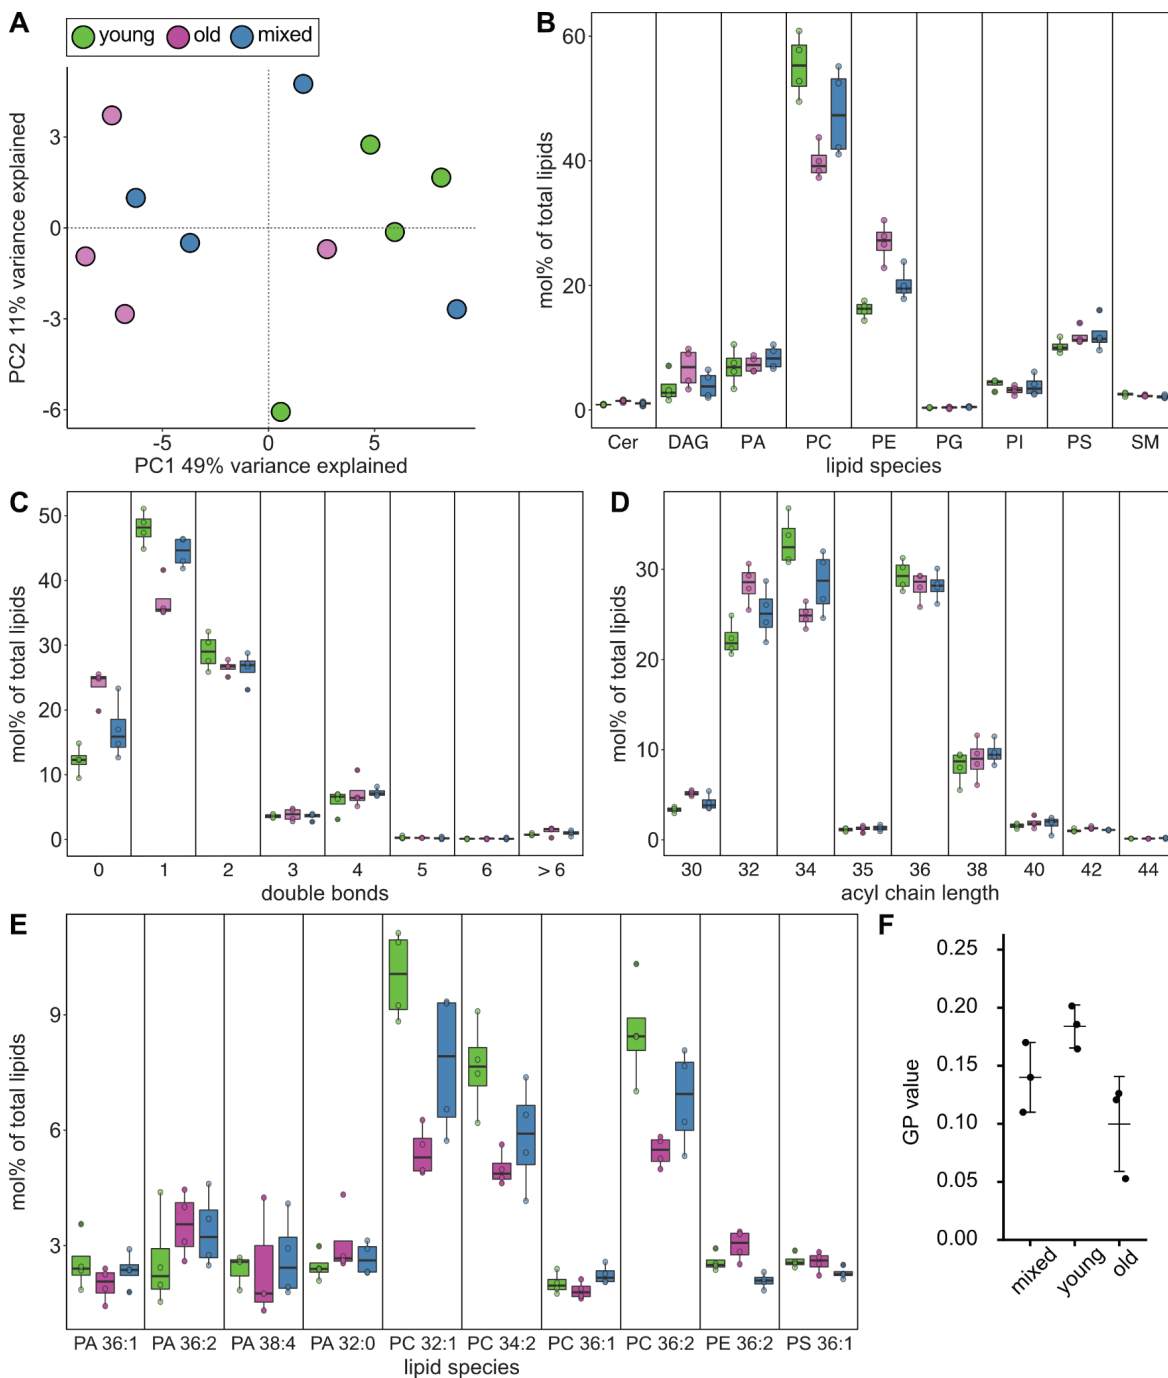 A
young old mixed
PC2 11% variance explained
3
0
-3
-6
-5 0 5
PC1 49% variance explained
B
mol% of total lipids
60
40
20
0
Cer DAG PA PC PE PG PI PS SM
lipid species
C
mol% of total lipids
50
40
30
20
10
0
0 1 2 3 4 5 6 > 6
double bonds
D
mol% of total lipids
30
20
10
0
30 32 34 35 36 38 40 42 44
acyl chain length
E
mol% of total lipids
9
6
3
PA 36:1 PA 36:2 PA 38:4 PA 32:0 PC 32:1 PC 34:2 PC 36:1 PC 36:2 PE 36:2 PS 36:1
lipid species
F
GP value
0.25
0.20
0.15
0.10
0.05
0.00
mixed young old